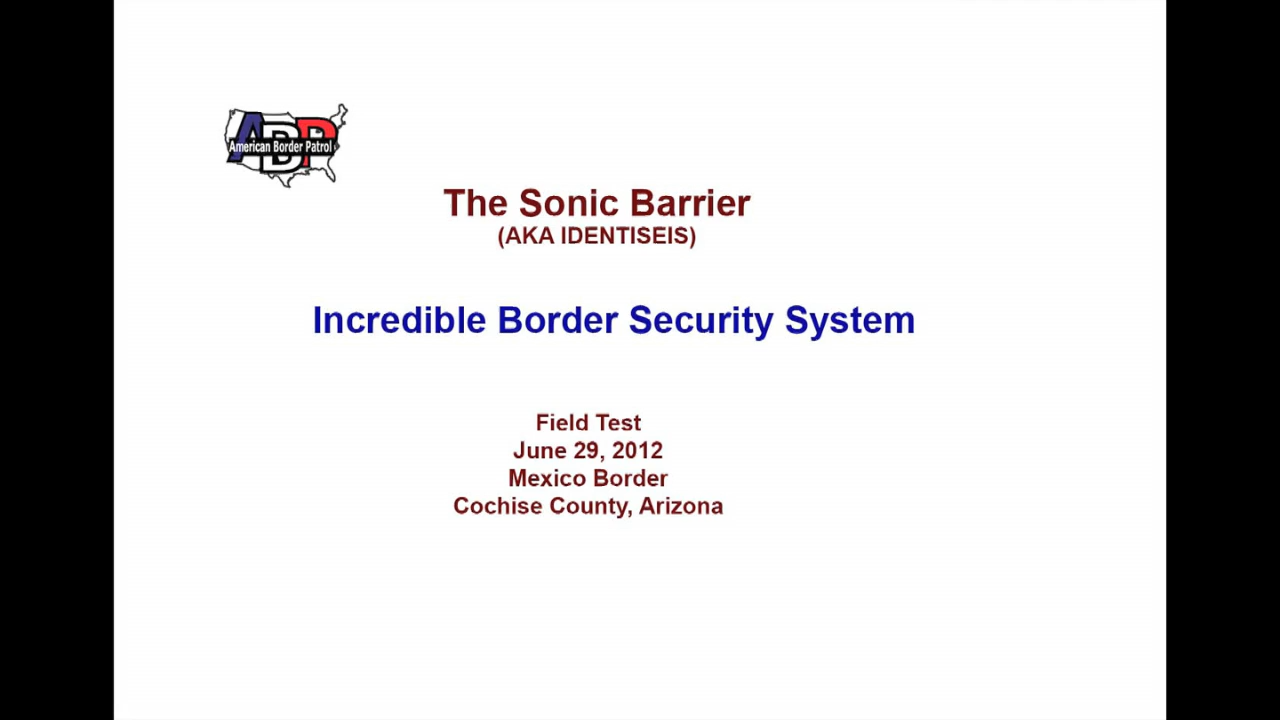 ABP
American Border Patrol
The Sonic Barrier
(AKA IDENTISEIS)
Incredible Border Security System
Field Test
June 29, 2012
Mexico Border
Cochise County, Arizona